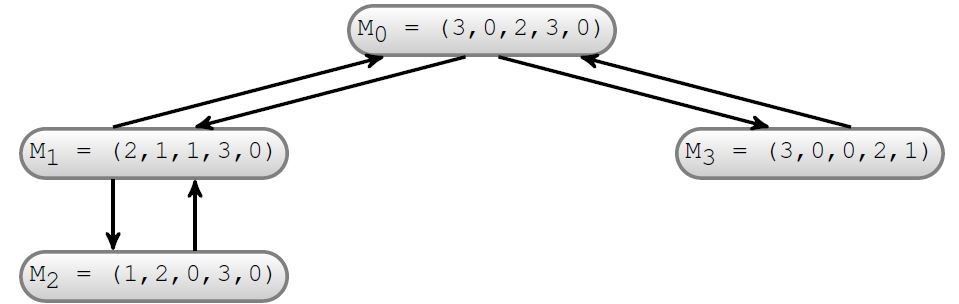 M0 = (3,0,2,3,0)
M1 = (2,1,1,3,0)
M3 = (3,0,0,2,1)
M2 = (1,2,0,3,0)